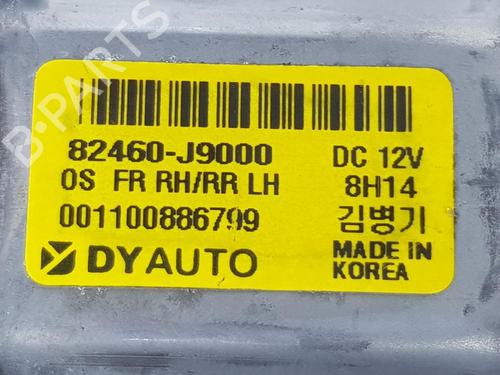 82460-J9000 DC 12V
OS FR RH/RR LH 8H14
001100886799 김병기
DYAUTO MADE IN
KOREA
B-PARTS